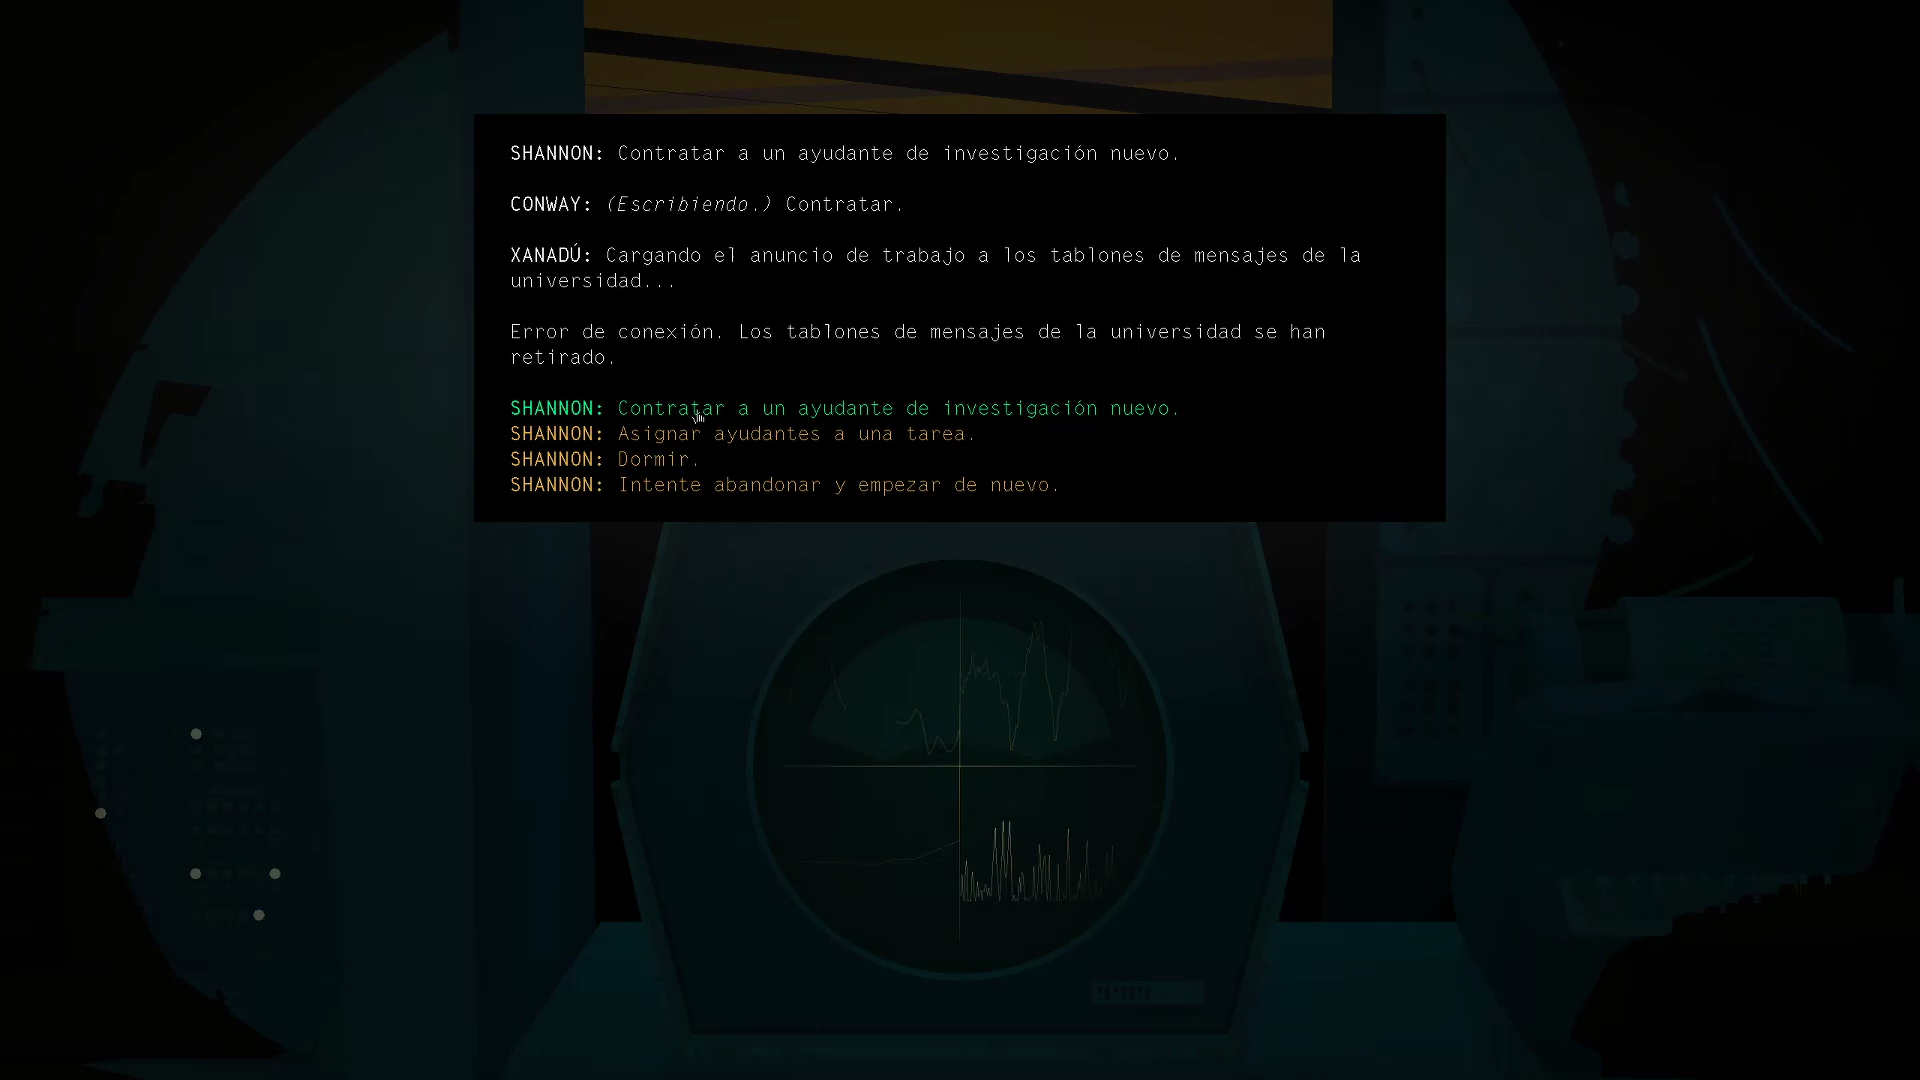 SHANNON: Contratar a un ayudante de investigación nuevo.
CONWAY: (Escribiendo.) Contratar.
XANADÚ: Cargando el anuncio de trabajo a los tablones de mensajes de la
universidad...
Error de conexión. Los tablones de mensajes de la universidad se han
retirado.
SHANNON: Contratar a un ayudante de investigación nuevo.
SHANNON: Asignar ayudantes a una tarea.
SHANNON: Dormir.
SHANNON: Intente abandonar y empezar de nuevo.